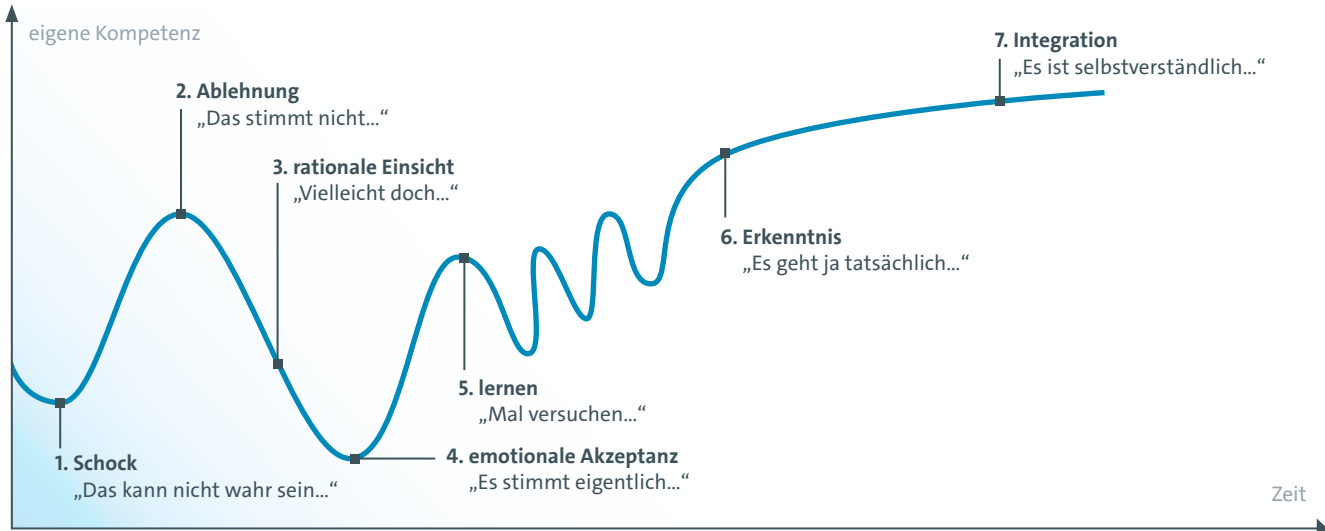 eigene Kompetenz
7. Integration
„Es ist selbstverständlich...“
2. Ablehnung
„Das stimmt nicht...“
3. rationale Einsicht
„Vielleicht doch...“
6. Erkenntnis
„Es geht ja tatsächlich...“
5. lernen
„Mal versuchen...“
4. emotionale Akzeptanz
„Es stimmt eigentlich...“
1. Schock
„Das kann nicht wahr sein...“
Zeit